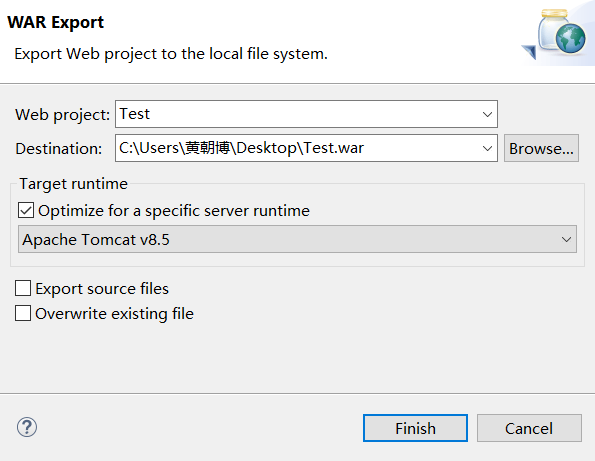 WAR Export
Export Web project to the local file system.
Web project: Test
Destination: C:\Users\黄朝博\Desktop\Test.war Browse...
Target runtime
Optimize for a specific server runtime
Apache Tomcat v8.5
Export source files
Overwrite existing file
? Finish Cancel